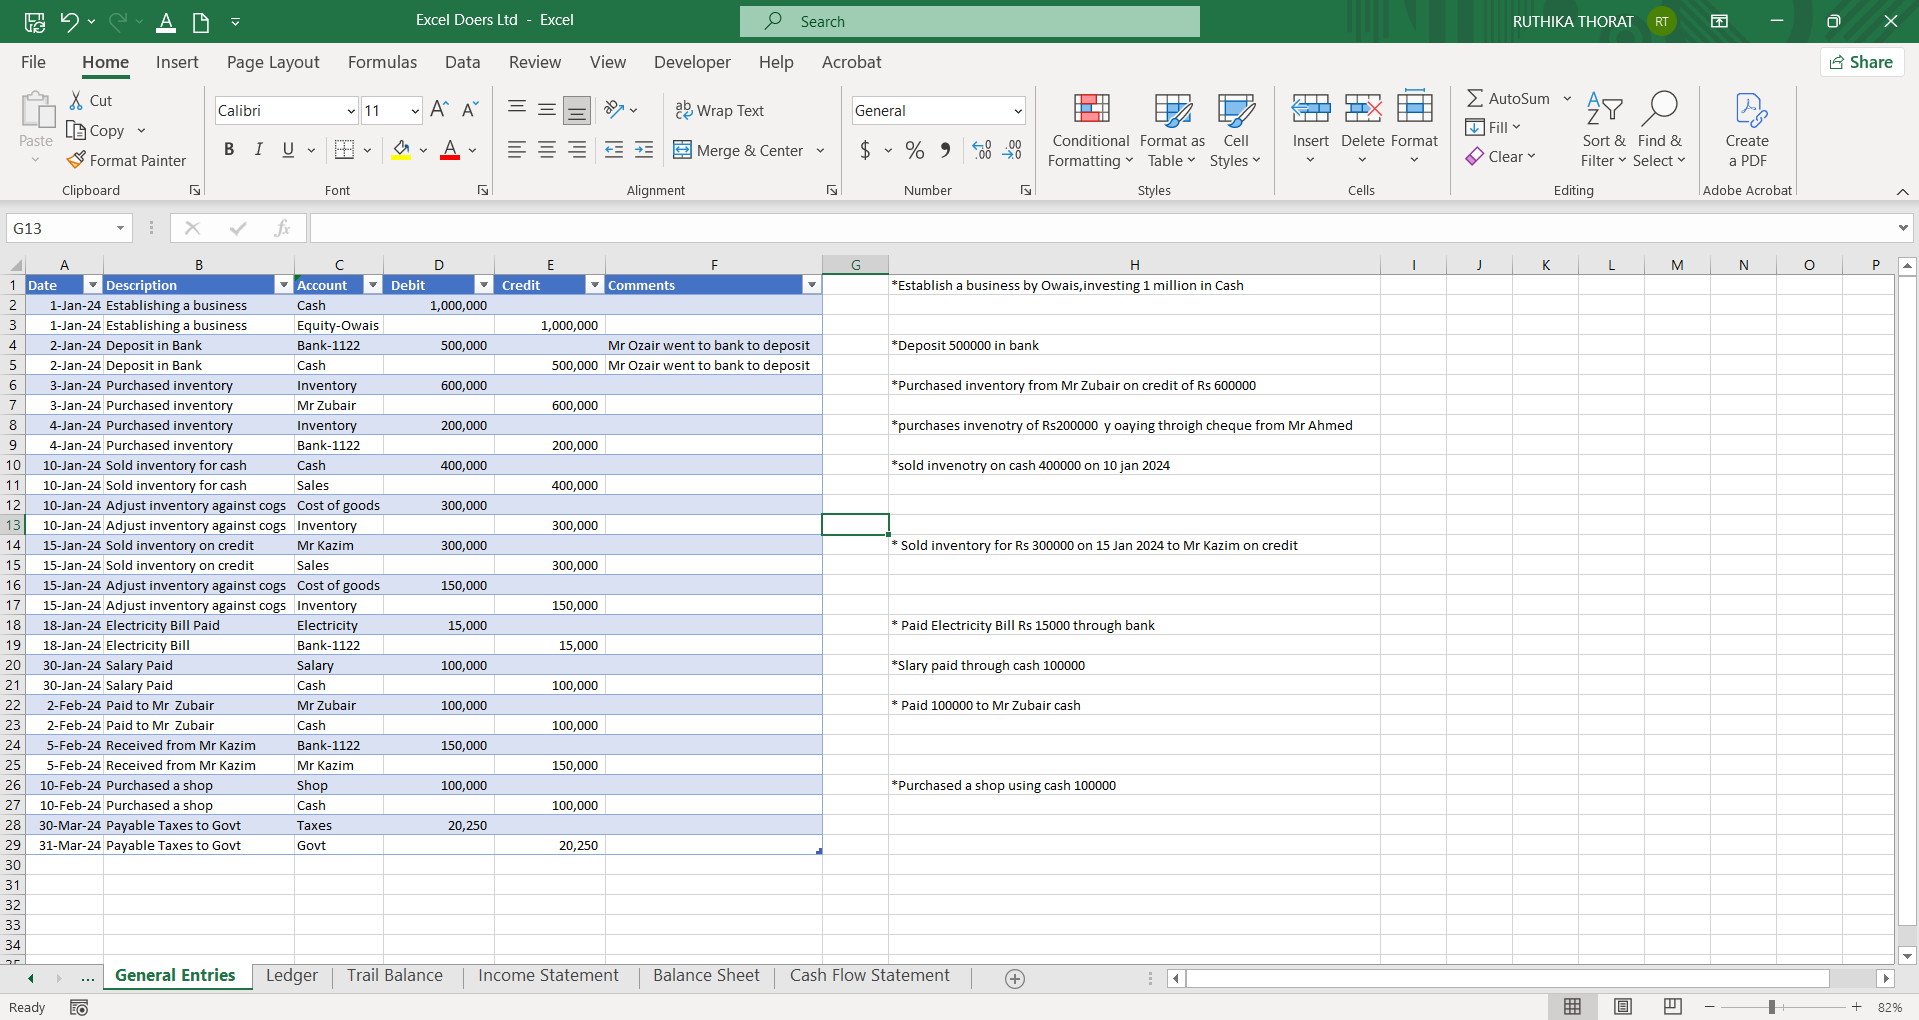 Excel Doers Ltd - Excel
Search
RUTHIKA THORAT RT
File Home Insert Page Layout Formulas Data Review View Developer Help Acrobat
Share
Paste
Cut
Copy
Format Painter
Clipboard
Calibri 11
B I U
Font
ab Wrap Text
Merge & Center
Alignment
General
$ % 9
Number
Conditional Formatting
Format as Table
Cell Styles
Styles
Insert Delete Format
Cells
AutoSum
Fill
Clear
Sort & Filter
Find & Select
Editing
Create a PDF
Adobe Acrobat
G13 fx
A B C D E F G H I J K L M N O P
1 Date Description Account Debit Credit Comments *Establish a business by Owais,investing 1 million in Cash
2 1-Jan-24 Establishing a business Cash 1,000,000
3 1-Jan-24 Establishing a business Equity-Owais 1,000,000
4 2-Jan-24 Deposit in Bank Bank-1122 500,000 Mr Ozair went to bank to deposit *Deposit 500000 in bank
5 2-Jan-24 Deposit in Bank Cash 500,000 Mr Ozair went to bank to deposit
6 3-Jan-24 Purchased inventory Inventory 600,000 *Purchased inventory from Mr Zubair on credit of Rs 600000
7 3-Jan-24 Purchased inventory Mr Zubair 600,000
8 4-Jan-24 Purchased inventory Inventory 200,000 *purchases invenotry of Rs200000 y oaying throigh cheque from Mr Ahmed
9 4-Jan-24 Purchased inventory Bank-1122 200,000
10 10-Jan-24 Sold inventory for cash Cash 400,000 *sold invenotry on cash 400000 on 10 jan 2024
11 10-Jan-24 Sold inventory for cash Sales 400,000
12 10-Jan-24 Adjust inventory against cogs Cost of goods 300,000
13 10-Jan-24 Adjust inventory against cogs Inventory 300,000
14 15-Jan-24 Sold inventory on credit Mr Kazim 300,000 * Sold inventory for Rs 300000 on 15 Jan 2024 to Mr Kazim on credit
15 15-Jan-24 Sold inventory on credit Sales 300,000
16 15-Jan-24 Adjust inventory against cogs Cost of goods 150,000
17 15-Jan-24 Adjust inventory against cogs Inventory 150,000
18 18-Jan-24 Electricity Bill Paid Electricity 15,000 * Paid Electricity Bill Rs 15000 through bank
19 18-Jan-24 Electricity Bill Bank-1122 15,000
20 30-Jan-24 Salary Paid Salary 100,000 *Slary paid through cash 100000
21 30-Jan-24 Salary Paid Cash 100,000
22 2-Feb-24 Paid to Mr Zubair Mr Zubair 100,000 * Paid 100000 to Mr Zubair cash
23 2-Feb-24 Paid to Mr Zubair Cash 100,000
24 5-Feb-24 Received from Mr Kazim Bank-1122 150,000
25 5-Feb-24 Received from Mr Kazim Mr Kazim 150,000
26 10-Feb-24 Purchased a shop Shop 100,000 *Purchased a shop using cash 100000
27 10-Feb-24 Purchased a shop Cash 100,000
28 30-Mar-24 Payable Taxes to Govt Taxes 20,250
29 31-Mar-24 Payable Taxes to Govt Govt 20,250
30
31
32
33
34
35
... General Entries Ledger Trail Balance Income Statement Balance Sheet Cash Flow Statement
Ready 82%